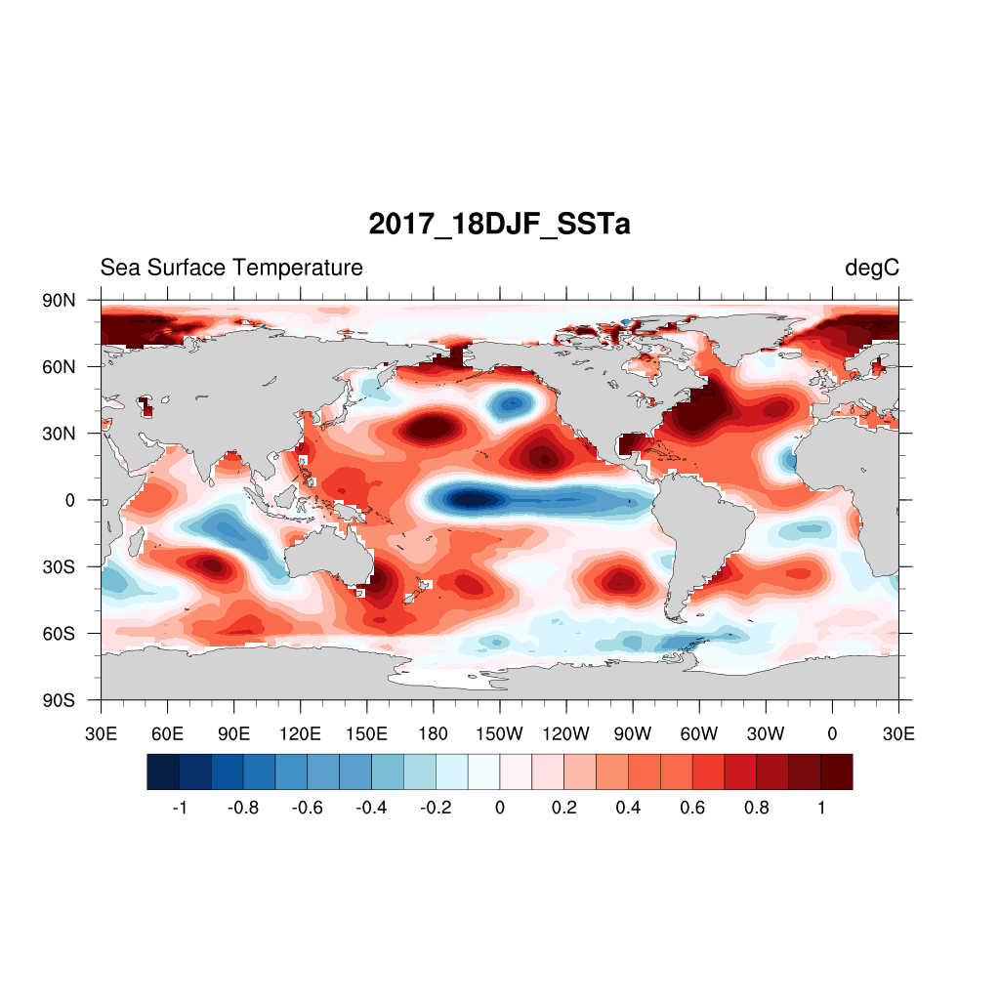 2017_18DJF_SSTa
Sea Surface Temperature degC
90N
60N
30N
0
30S
60S
90S
30E 60E 90E 120E 150E 180 150W 120W 90W 60W 30W 0 30E
-1 -0.8 -0.6 -0.4 -0.2 0 0.2 0.4 0.6 0.8 1